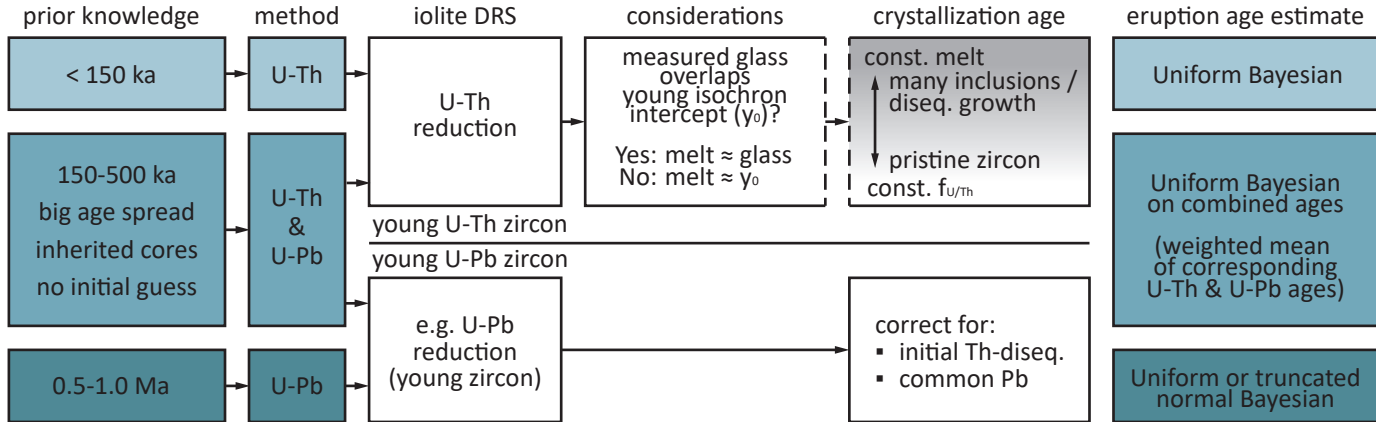 prior knowledge
method
iolite DRS
considerations
crystallization age
eruption age estimate
< 150 ka
U-Th
U-Th
reduction
measured glass
overlaps
young isochron
intercept (y₀)?
Yes: melt ≈ glass
No: melt ≈ y₀
const. melt
many inclusions /
diseq. growth
pristine zircon
const. fU/Th
Uniform Bayesian
150-500 ka
big age spread
inherited cores
no initial guess
U-Th
&
U-Pb
young U-Th zircon
young U-Pb zircon
Uniform Bayesian
on combined ages
(weighted mean
of corresponding
U-Th & U-Pb ages)
0.5-1.0 Ma
U-Pb
e.g. U-Pb
reduction
(young zircon)
correct for:
▪ initial Th-diseq.
▪ common Pb
Uniform or truncated
normal Bayesian